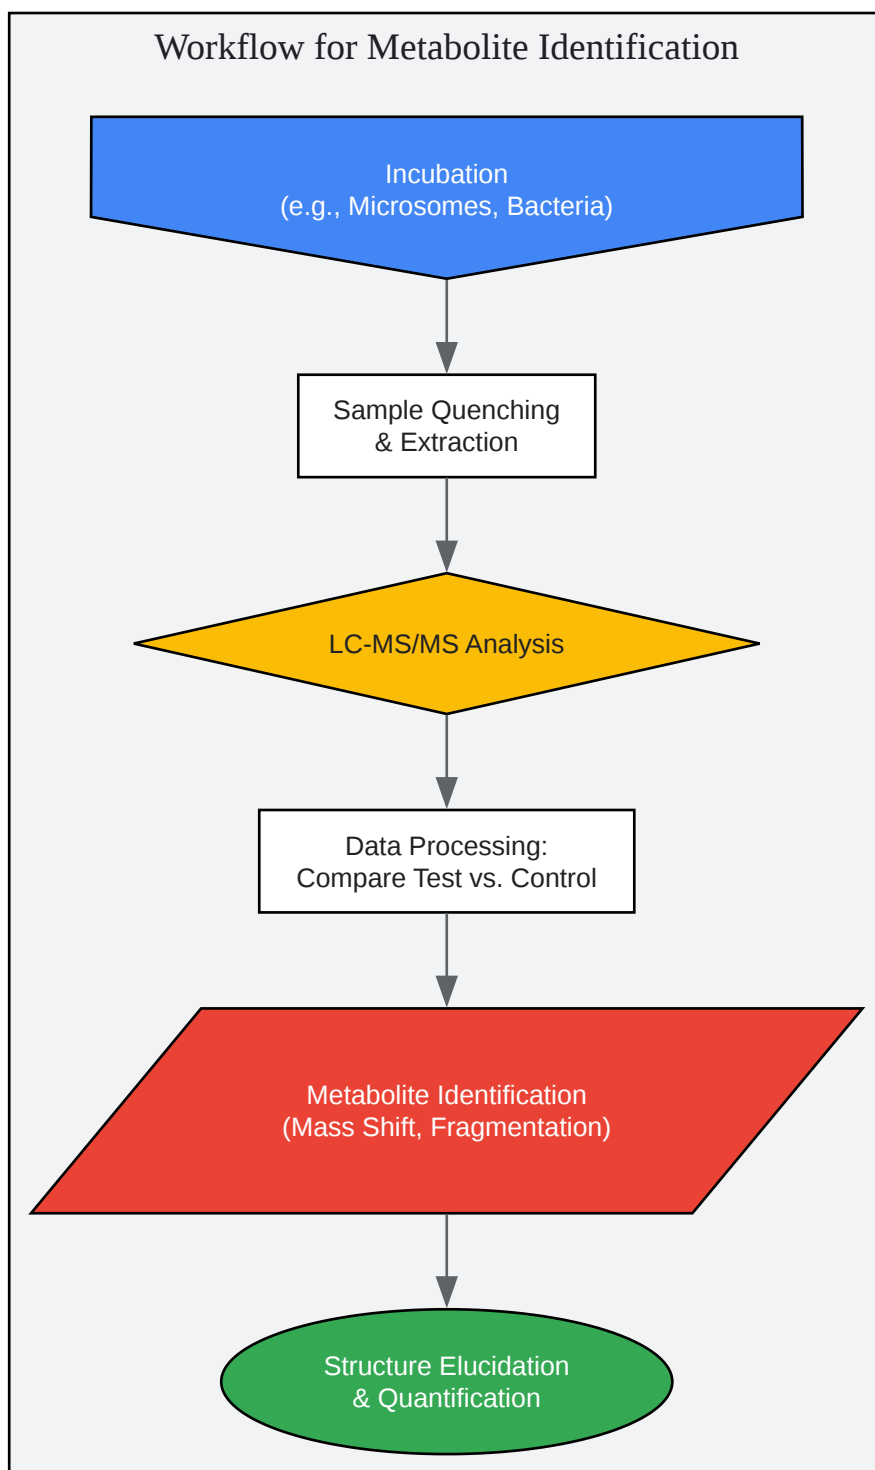 Workflow for Metabolite Identification
Incubation
(e.g., Microsomes, Bacteria)
Sample Quenching
& Extraction
LC-MS/MS Analysis
Data Processing:
Compare Test vs. Control
Metabolite Identification
(Mass Shift, Fragmentation)
Structure Elucidation
& Quantification